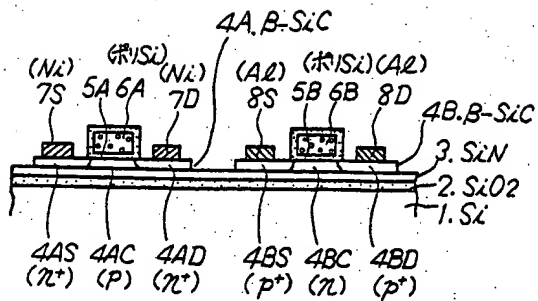 4A.β-SiC
(Ni) (ポリSi) (Ni) (Al) (ポリSi) (Al)
7S 5A 6A 7D 8S 5B 6B 8D
4B.β-SiC
3.SiN
2.SiO2
1.Si
4AS 4AC 4AD 4BS 4BC 4BD
(n+) (p) (n+) (p+) (n) (p+)